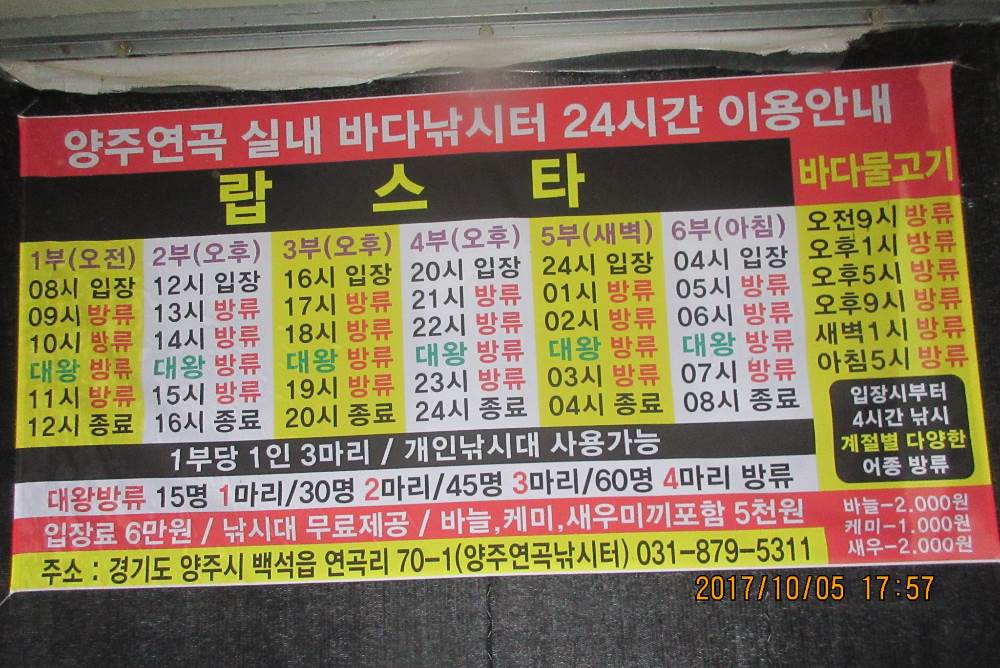 양주연곡 실내 바다낚시터 24시간 이용안내
랍스타
1부(오전) 2부(오후) 3부(오후) 4부(오후) 5부(새벽) 6부(아침)
08시 입장 12시 입장 16시 입장 20시 입장 24시 입장 04시 입장
09시 방류 13시 방류 17시 방류 21시 방류 01시 방류 05시 방류
10시 방류 14시 방류 18시 방류 22시 방류 02시 방류 06시 방류
대왕 방류 대왕 방류 대왕 방류 대왕 방류 대왕 방류 대왕 방류
11시 방류 15시 방류 19시 방류 23시 방류 03시 방류 07시 방류
12시 종료 16시 종료 20시 종료 24시 종료 04시 종료 08시 종료
바다물고기
오전9시 방류
오후1시 방류
오후5시 방류
오후9시 방류
새벽1시 방류
아침5시 방류
입장시부터
4시간 낚시
계절별 다양한
어종 방류
1부당 1인 3마리 / 개인낚시대 사용가능
대왕방류 15명 1마리/30명 2마리/45명 3마리/60명 4마리 방류
입장료 6만원 / 낚시대 무료제공 / 바늘,케미,새우미끼포함 5천원
바늘-2.000원
케미-1.000원
새우-2.000원
주소 : 경기도 양주시 백석읍 연곡리 70-1(양주연곡낚시터) 031-879-5311
2017/10/05 17:57